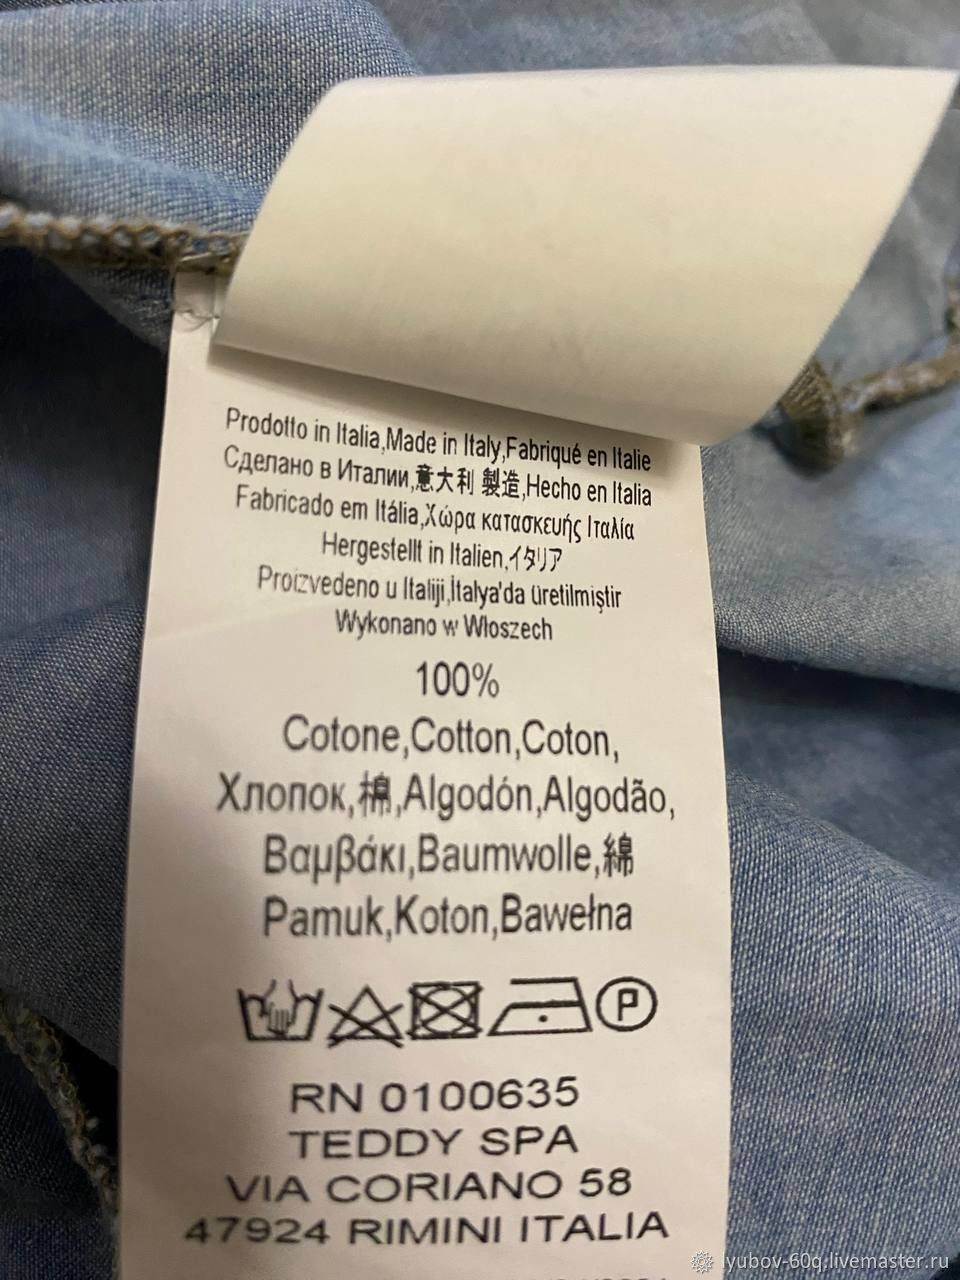 Prodotto in Italia,Made in Italy,Fabriqué en Italie
Сделано в Италии,意大利 製造,Hecho en Italia
Fabricado em Itália,Χώρα κατασκευής Ιταλία
Hergestellt in Italien,イタリア
Proizvedeno u Italiji,İtalya'da üretilmiştir
Wykonano w Włoszech
100%
Cotone,Cotton,Coton,
Хлопок,棉,Algodón,Algodão,
Βαμβάκι,Baumwolle,綿
Pamuk,Koton,Bawełna
P
RN 0100635
TEDDY SPA
VIA CORIANO 58
47924 RIMINI ITALIA
lyubov-60q.livemaster.ru